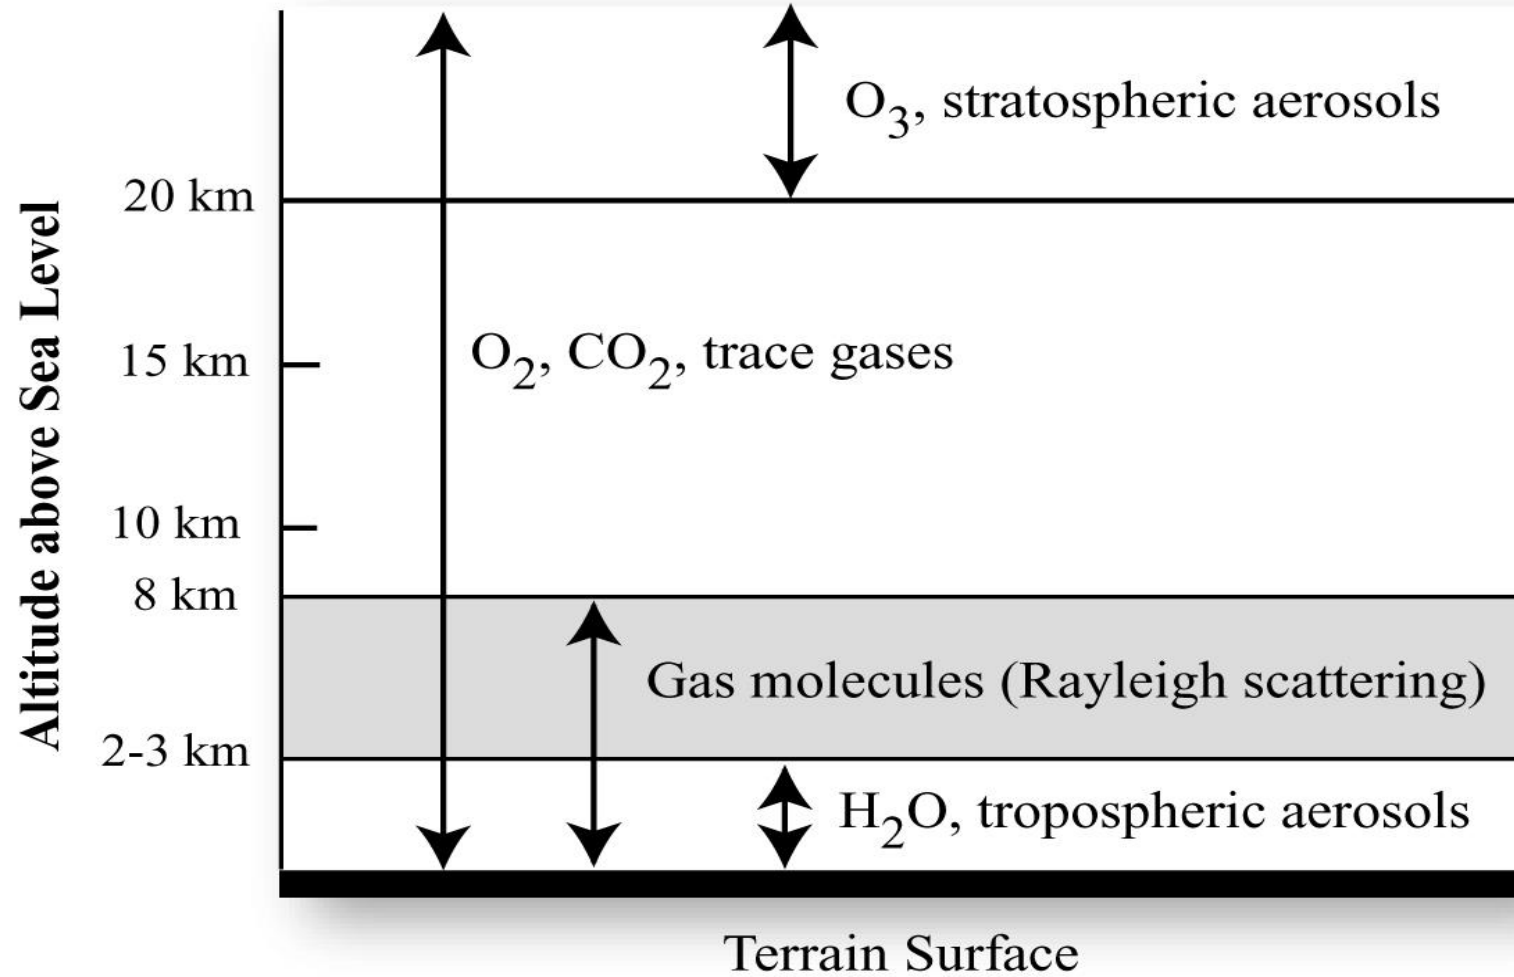 O₃, stratospheric aerosols
20 km
Altitude above Sea Level
15 km
O₂, CO₂, trace gases
10 km
8 km
Gas molecules (Rayleigh scattering)
2-3 km
H₂O, tropospheric aerosols
Terrain Surface